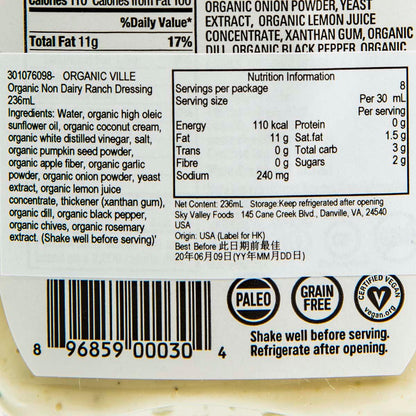 Calories 110 Calories from Fat 100
%Daily Value*
Total Fat 11g 17%
ORGANIC ONION POWDER, YEAST
EXTRACT, ORGANIC LEMON JUICE
CONCENTRATE, XANTHAN GUM, ORGANIC
DILL, ORGANIC BLACK PEPPER, ORGANIC
301076098- ORGANIC VILLE
Organic Non Dairy Ranch Dressing
236mL
Ingredients: Water, organic high oleic
sunflower oil, organic coconut cream,
organic white distilled vinegar, salt,
organic pumpkin seed powder,
organic apple fiber, organic garlic
powder, organic onion powder, yeast
extract, organic lemon juice
concentrate, thickener (xanthan gum),
organic dill, organic black pepper,
organic chives, organic rosemary
extract. (Shake well before serving)'
Nutrition Information
Servings per package 8
Serving size Per 30 mL
Per serving
Energy 110 kcal Protein 0 g
Fat 11 g Sat.fat 1.5 g
Trans 0 g Total carb 3 g
Fibre 0 g Sugars 2 g
Sodium 240 mg
Net Content: 236mL Storage:Keep refrigerated after opening
Sky Valley Foods 145 Cane Creek Blvd., Danville, VA, 24540
USA
Origin: USA (Label for HK)
Best Before 此日期前最佳
20年06月09日(YY年MM月DD日)
PALEO
GRAIN
FREE
CERTIFIED VEGAN
vegan.org
Shake well before serving.
Refrigerate after opening.
8 96859 00030 4